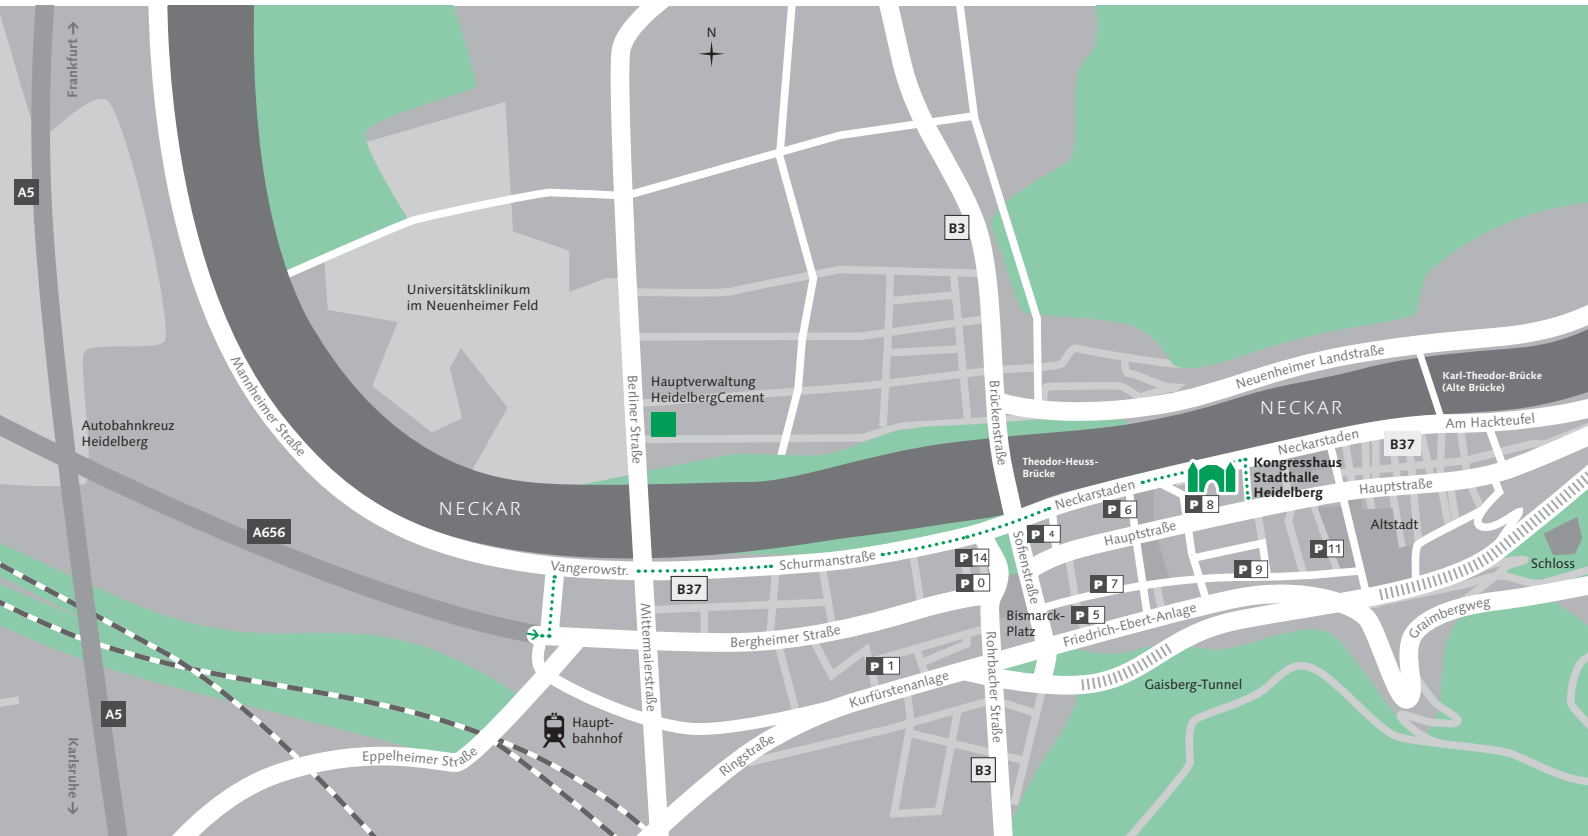 Frankfurt →
N
A5
B3
Universitätsklinikum
im Neuenheimer Feld
Mannheimer Straße
Berliner Straße
Hauptverwaltung
HeidelbergCement
Brückenstraße
Neuenheimer Landstraße
Karl-Theodor-Brücke
(Alte Brücke)
NECKAR
Am Hackteufel
Neckarstaden
B37
Autobahnkreuz
Heidelberg
Theodor-Heuss-
Brücke
Kongresshaus
Stadthalle
Heidelberg
Hauptstraße
Neckarstaden
NECKAR
P 6
P 8
A656
P 4
Hauptstraße
Altstadt
Sofienstraße
P 11
P 14
Schurmanstraße
Vangerowstr.
Schloss
P 9
P 0
P 7
B37
Bismarck-
Platz
P 5
Friedrich-Ebert-Anlage
Graimbergweg
Mittermaierstraße
Bergheimer Straße
P 1
Rohrbacher Straße
Kurfürstenanlage
Gaisberg-Tunnel
A5
Haupt-
bahnhof
Eppelheimer Straße
Ringstraße
B3
Karlsruhe →